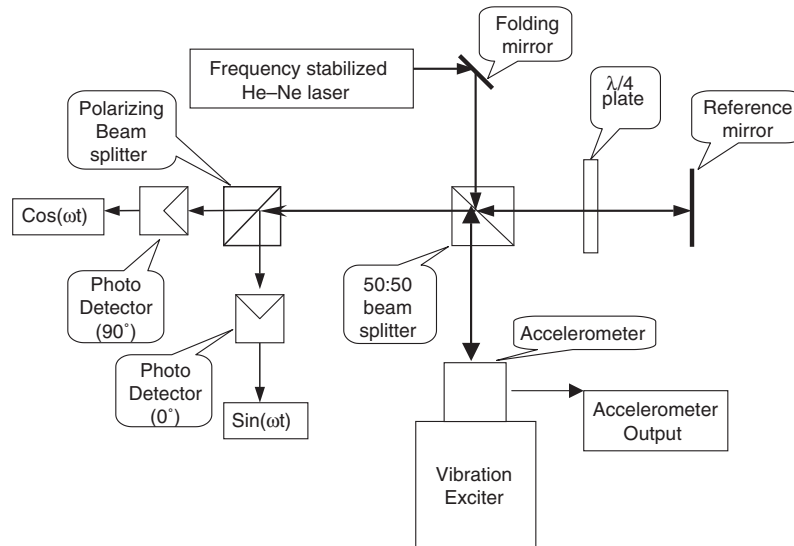 Folding
mirror
Frequency stabilized
He–Ne laser
λ/4
plate
Reference
mirror
Polarizing
Beam
splitter
Cos(ωt)
Photo
Detector
(90˚)
50:50
beam
splitter
Accelerometer
Photo
Detector
(0˚)
Sin(ωt)
Accelerometer
Output
Vibration
Exciter